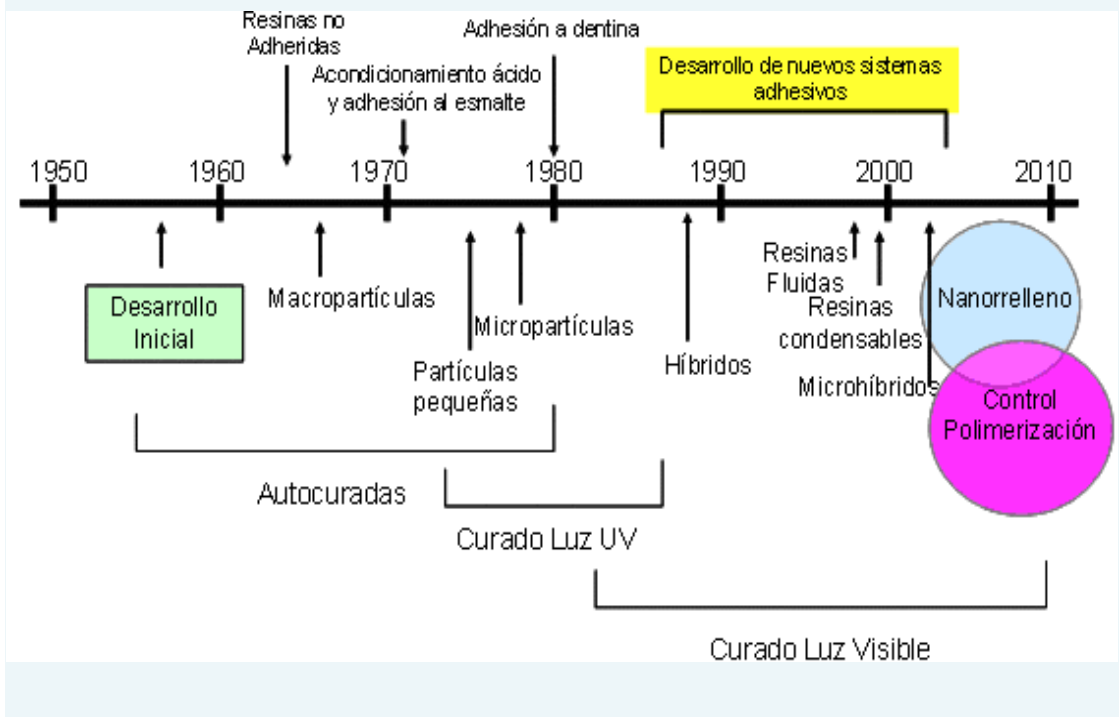 Resinas no
Adheridas
Adhesión a dentina
Acondicionamiento ácido
y adhesión al esmalte
Desarrollo de nuevos sistemas
adhesivos
1950 1960 1970 1980 1990 2000 2010
Desarrollo
Inicial
Macropartículas
Partículas
pequeñas
Micropartículas
Híbridos
Resinas
Fluidas
Resinas
condensables
Microhíbridos
Nanorrelleno
Control
Polimerización
Autocuradas
Curado Luz UV
Curado Luz Visible